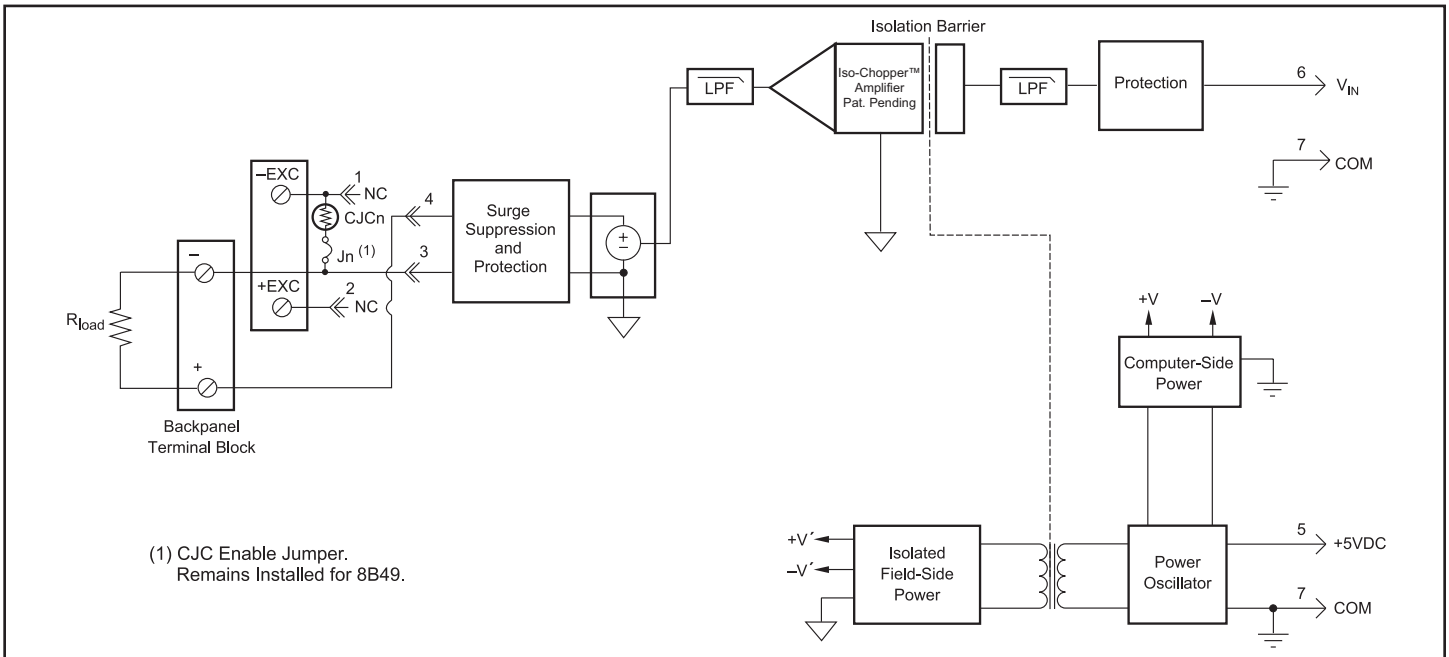 Isolation Barrier
LPF
Iso-Chopper™
Amplifier
Pat. Pending
LPF
Protection
6
V_IN
7
COM
–EXC
1
NC
CJCn
Jn (1)
+EXC
2
NC
4
3
Surge
Suppression
and
Protection
+
–
–
+
R_load
Backpanel
Terminal Block
+V
–V
Computer-Side
Power
(1) CJC Enable Jumper.
Remains Installed for 8B49.
+V´
–V´
Isolated
Field-Side
Power
Power
Oscillator
5
+5VDC
7
COM